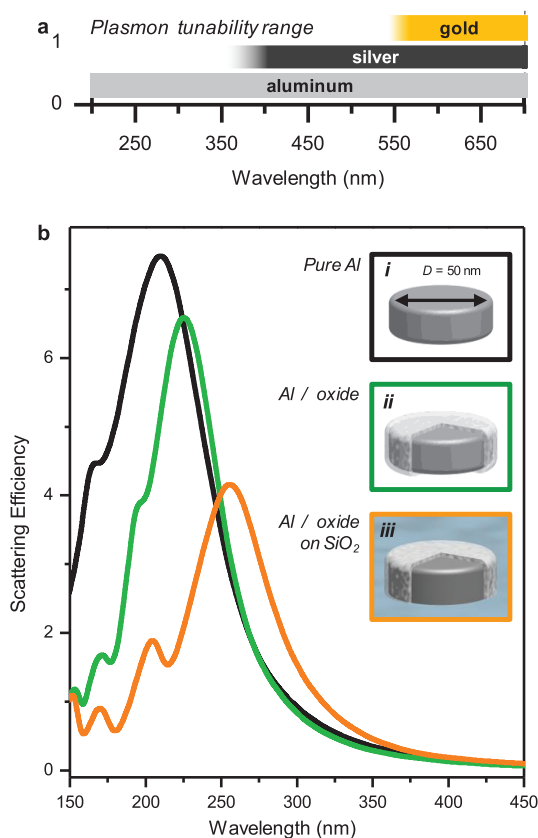 a
Plasmon tunability range
gold
silver
aluminum
1
0
250 350 450 550 650
Wavelength (nm)
b
Pure Al
i
D = 50 nm
Al / oxide
ii
Al / oxide
on SiO₂
iii
Scattering Efficiency
6
4
2
0
150 200 250 300 350 400 450
Wavelength (nm)